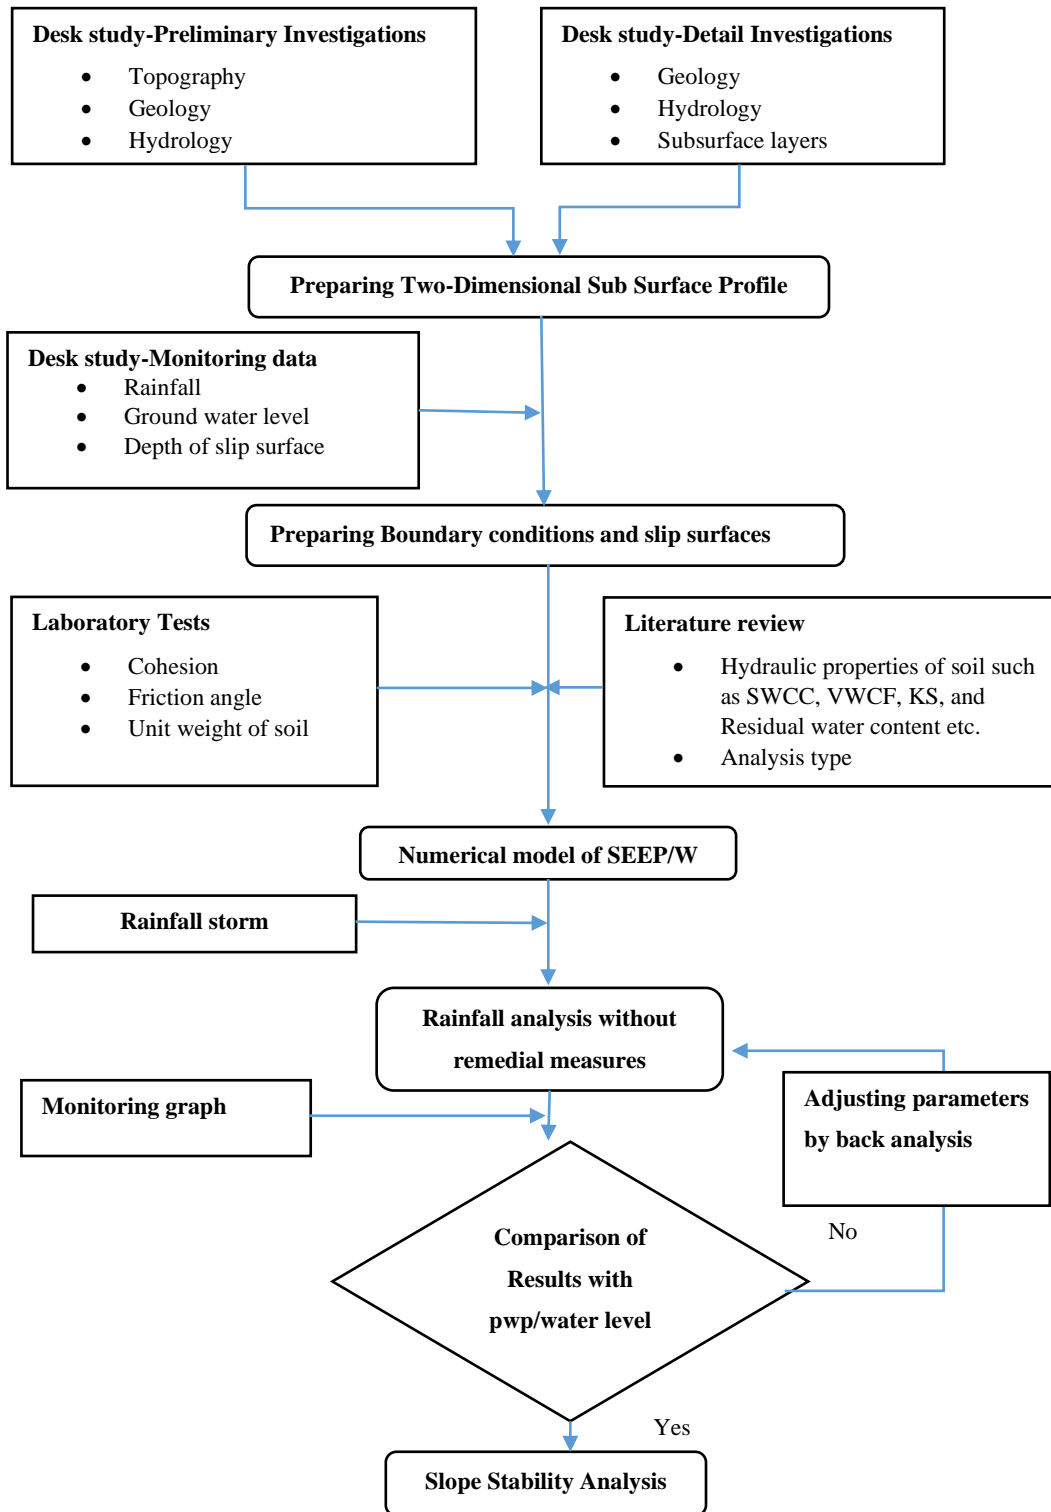 Desk study-Preliminary Investigations
• Topography
• Geology
• Hydrology
Desk study-Detail Investigations
• Geology
• Hydrology
• Subsurface layers
Preparing Two-Dimensional Sub Surface Profile
Desk study-Monitoring data
• Rainfall
• Ground water level
• Depth of slip surface
Preparing Boundary conditions and slip surfaces
Laboratory Tests
• Cohesion
• Friction angle
• Unit weight of soil
Literature review
• Hydraulic properties of soil such
as SWCC, VWCF, KS, and
Residual water content etc.
• Analysis type
Numerical model of SEEP/W
Rainfall storm
Rainfall analysis without
remedial measures
Monitoring graph
Adjusting parameters
by back analysis
No
Comparison of
Results with
pwp/water level
Yes
Slope Stability Analysis